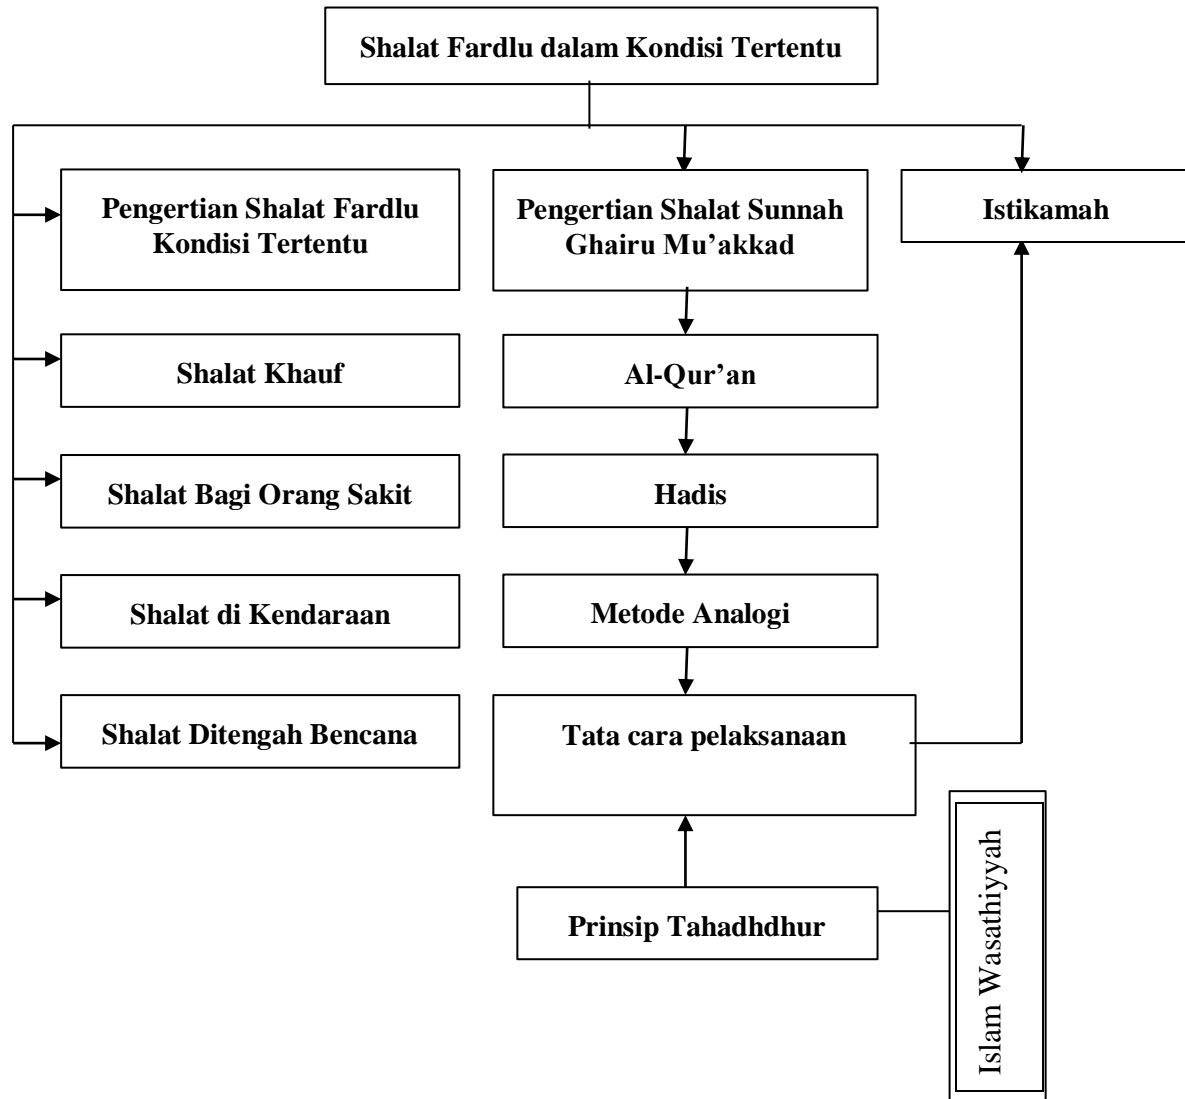 Shalat Fardlu dalam Kondisi Tertentu
Pengertian Shalat Fardlu
Kondisi Tertentu
Pengertian Shalat Sunnah
Ghairu Mu’akkad
Istikamah
Shalat Khauf
Al-Qur’an
Shalat Bagi Orang Sakit
Hadis
Shalat di Kendaraan
Metode Analogi
Shalat Ditengah Bencana
Tata cara pelaksanaan
Prinsip Tahadhdhur
Islam Wasathiyyah